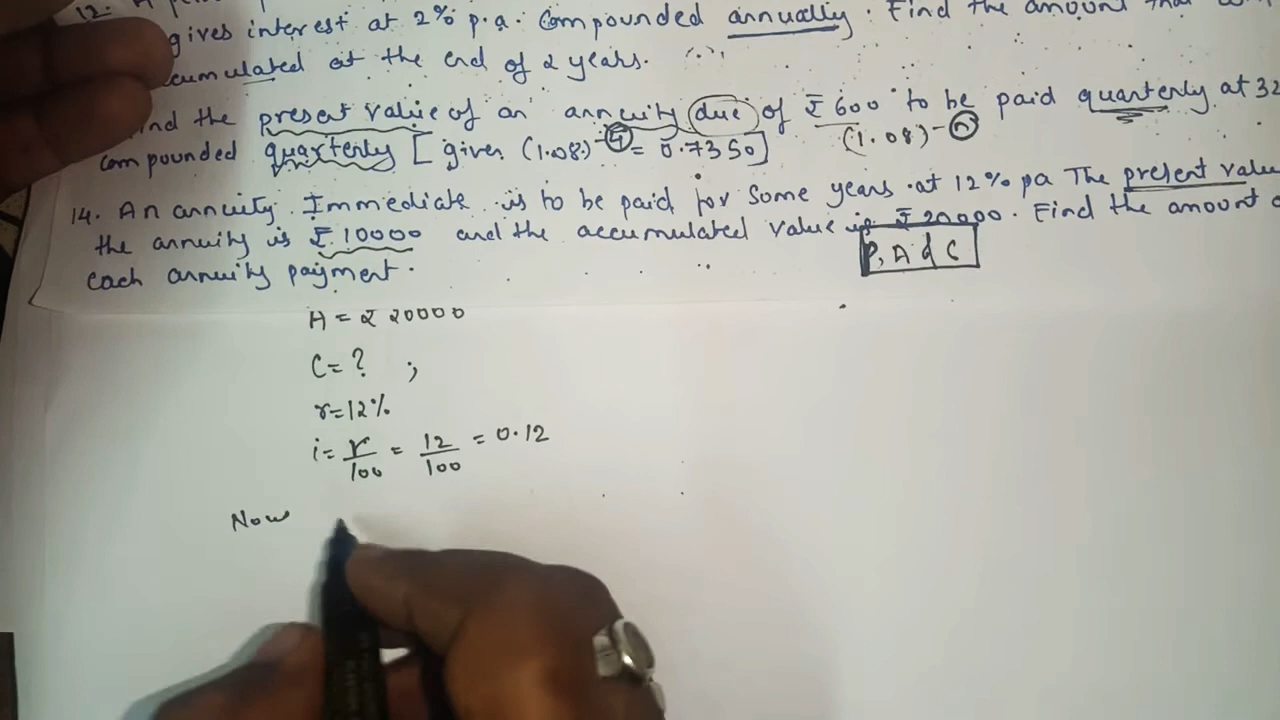 12. A
gives interest at 2% p.a. Compounded annually. Find the amount that
cumulated at the end of 2 years.
ind the present value of an annuity due of ₹ 600 to be paid quarterly at 32
compounded quarterly [given (1.08)^-4 = 0.7350] (1.08)^-n
14. An annuity Immediate is to be paid for some years at 12% pa The present value
the annuity is ₹ 10000 and the accumulated value is ₹ 20000. Find the amount o
each annuity payment.
P, A & C
A = ₹ 20000
C = ? ;
r = 12%
i = r/100 = 12/100 = 0.12
Now